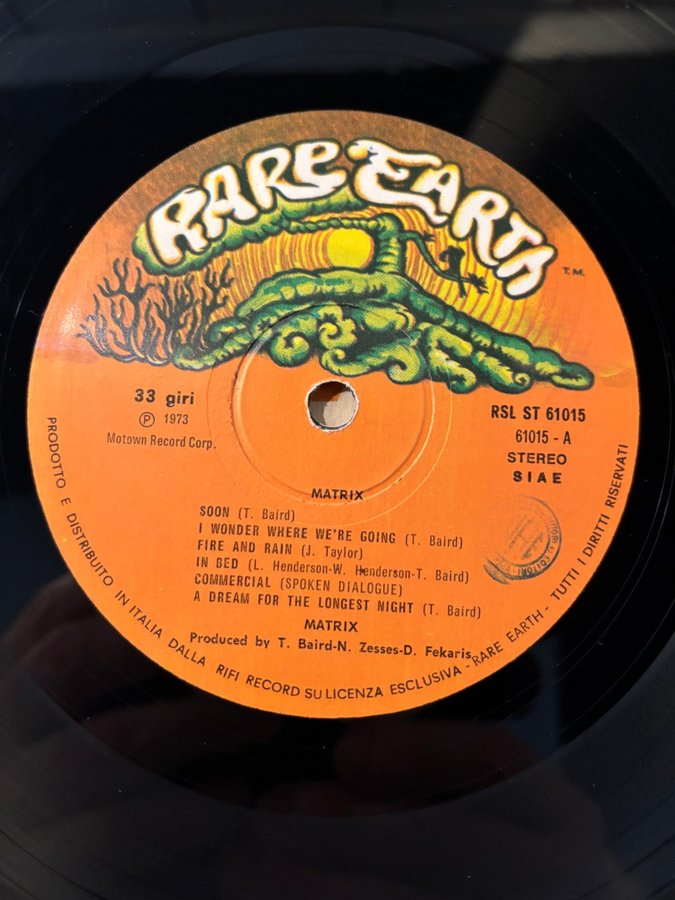 RARE EARTH
T.M.
33 giri
Ⓟ 1973
Motown Record Corp.
RSL ST 61015
61015 - A
STEREO
SIAE
MATRIX
SOON (T. Baird)
I WONDER WHERE WE'RE GOING (T. Baird)
FIRE AND RAIN (J. Taylor)
IN BED (L. Henderson-W. Henderson-T. Baird)
COMMERCIAL (SPOKEN DIALOGUE)
A DREAM FOR THE LONGEST NIGHT (T. Baird)
MATRIX
Produced by T. Baird-N. Zesses-D. Fekaris
PRODOTTO E DISTRIBUITO IN ITALIA DALLA RIFI RECORD SU LICENZA ESCLUSIVA - RARE EARTH - TUTTI I DIRITTI RISERVATI